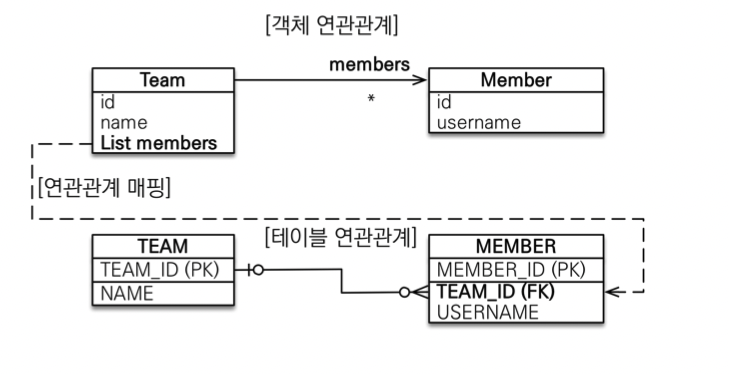 [객체 연관관계]
members
Team
Member
*
id
name
List members
id
username
[연관관계 매핑]
[테이블 연관관계]
TEAM
TEAM_ID (PK)
NAME
MEMBER
MEMBER_ID (PK)
TEAM_ID (FK)
USERNAME